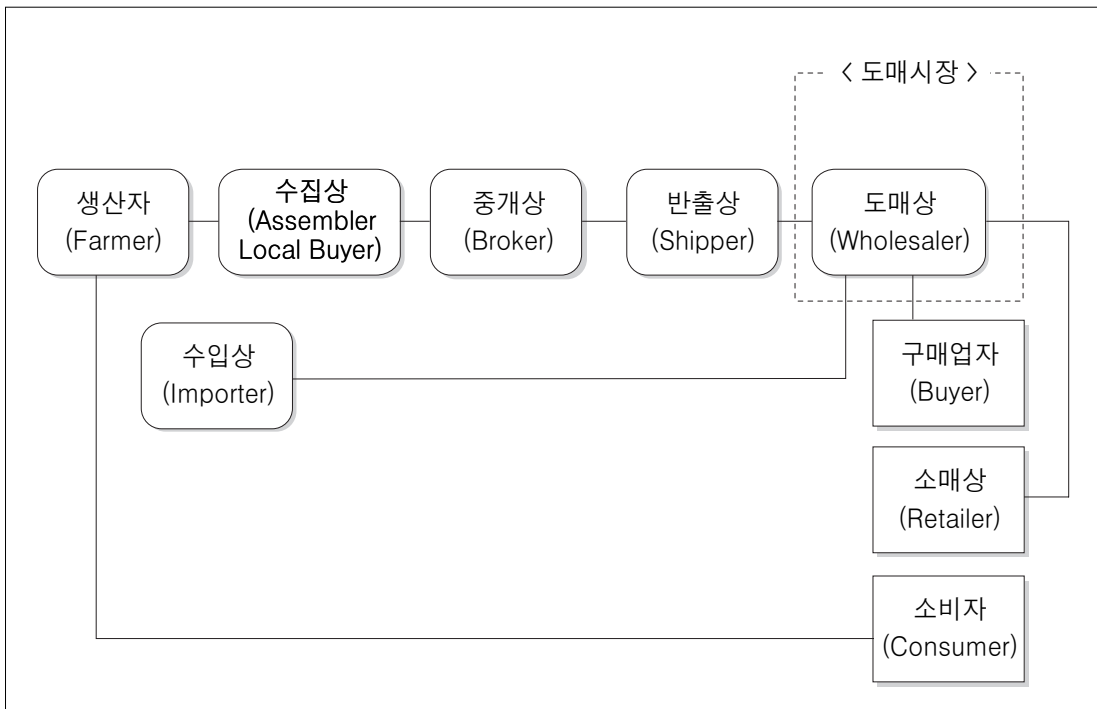 〈 도매시장 〉
생산자
(Farmer)
수집상
(Assembler
Local Buyer)
중개상
(Broker)
반출상
(Shipper)
도매상
(Wholesaler)
수입상
(Importer)
구매업자
(Buyer)
소매상
(Retailer)
소비자
(Consumer)